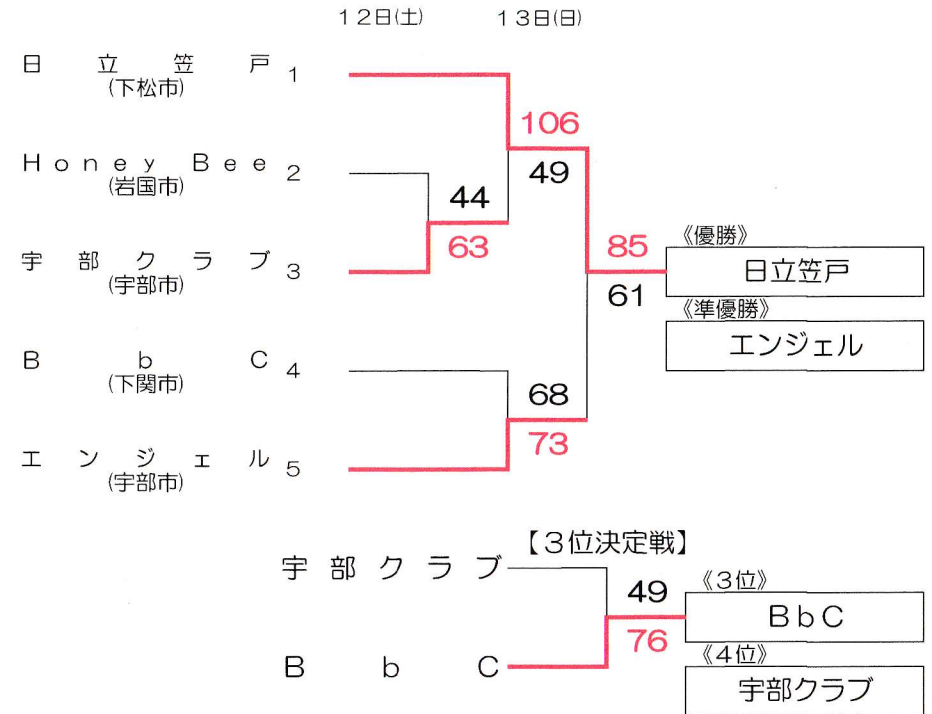 12日(土) 13日(日)
日立笠戸 1
(下松市)
106
Honey Bee 2
49
(岩国市)
44
63
85
《優勝》
宇部クラブ 3
日立笠戸
(宇部市)
61
《準優勝》
エンジェル
BbC 4
(下関市)
68
73
エンジェル 5
(宇部市)
【3位決定戦】
宇部クラブ
49
《3位》
BbC
76
《4位》
BbC
宇部クラブ